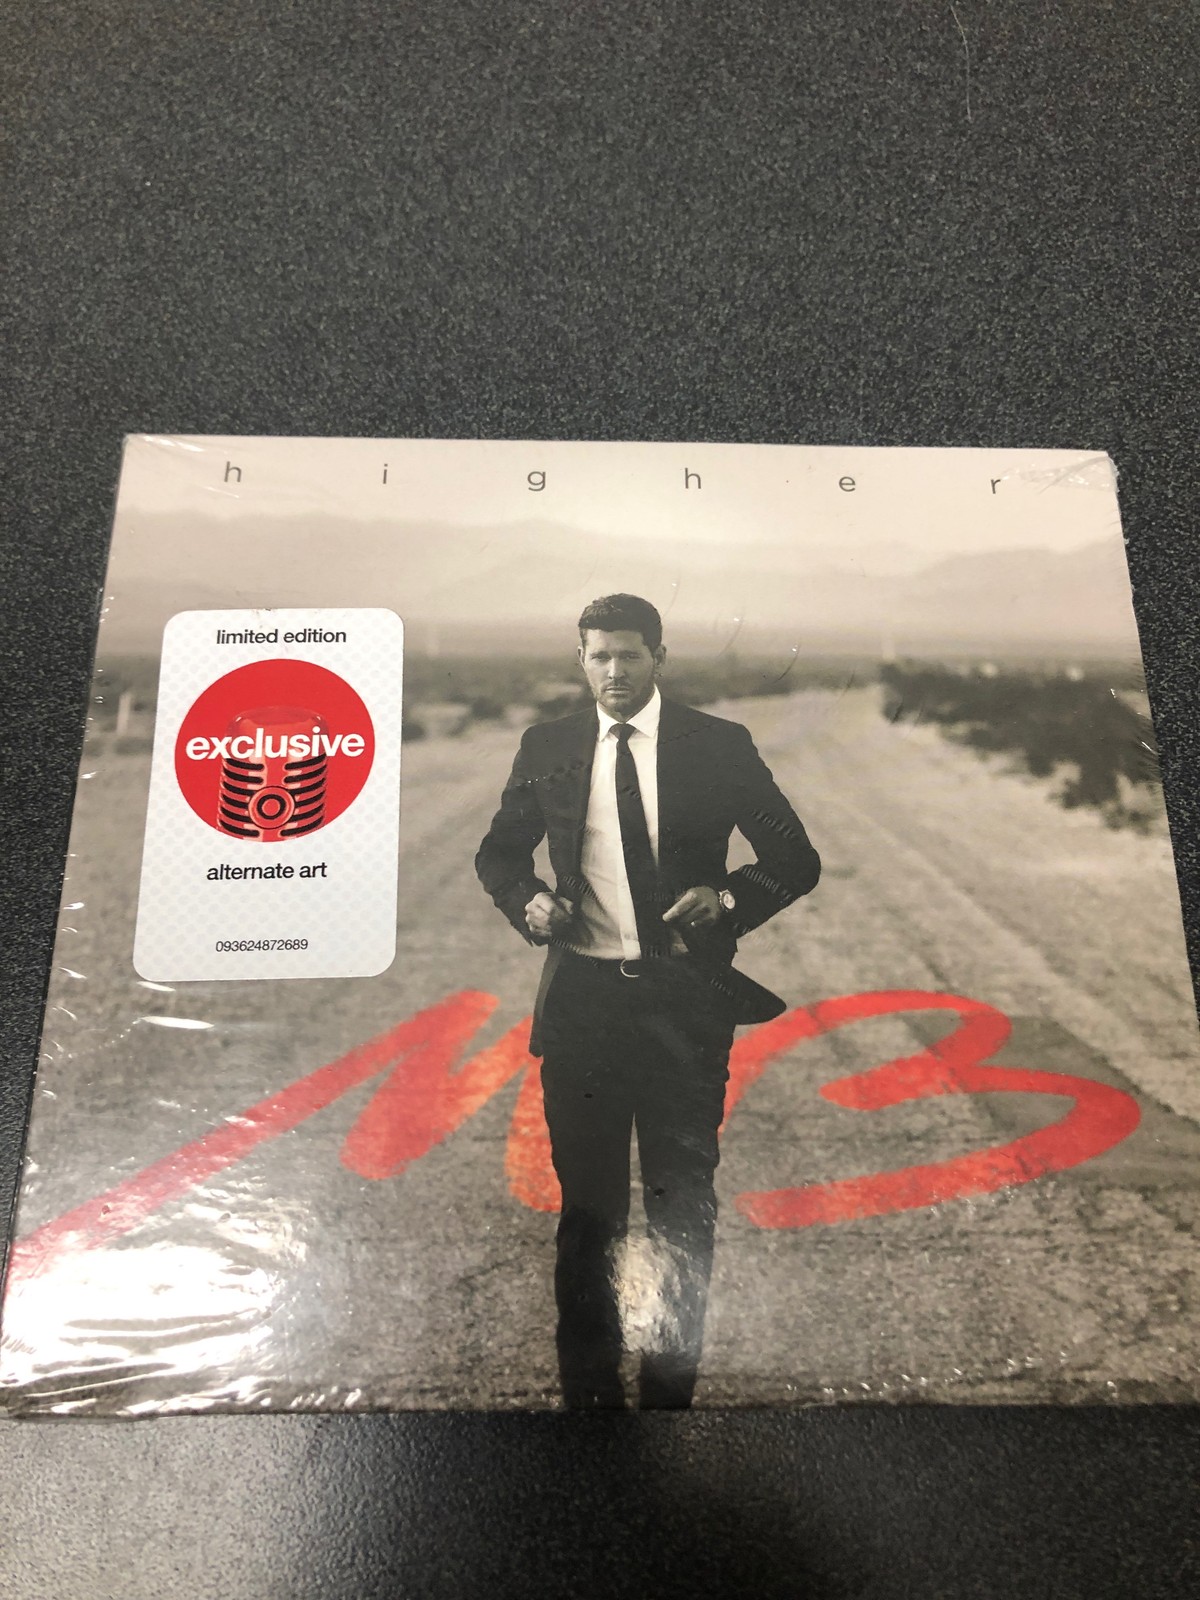 h i g h e r
limited edition
exclusive
alternate art
093624872689
MB